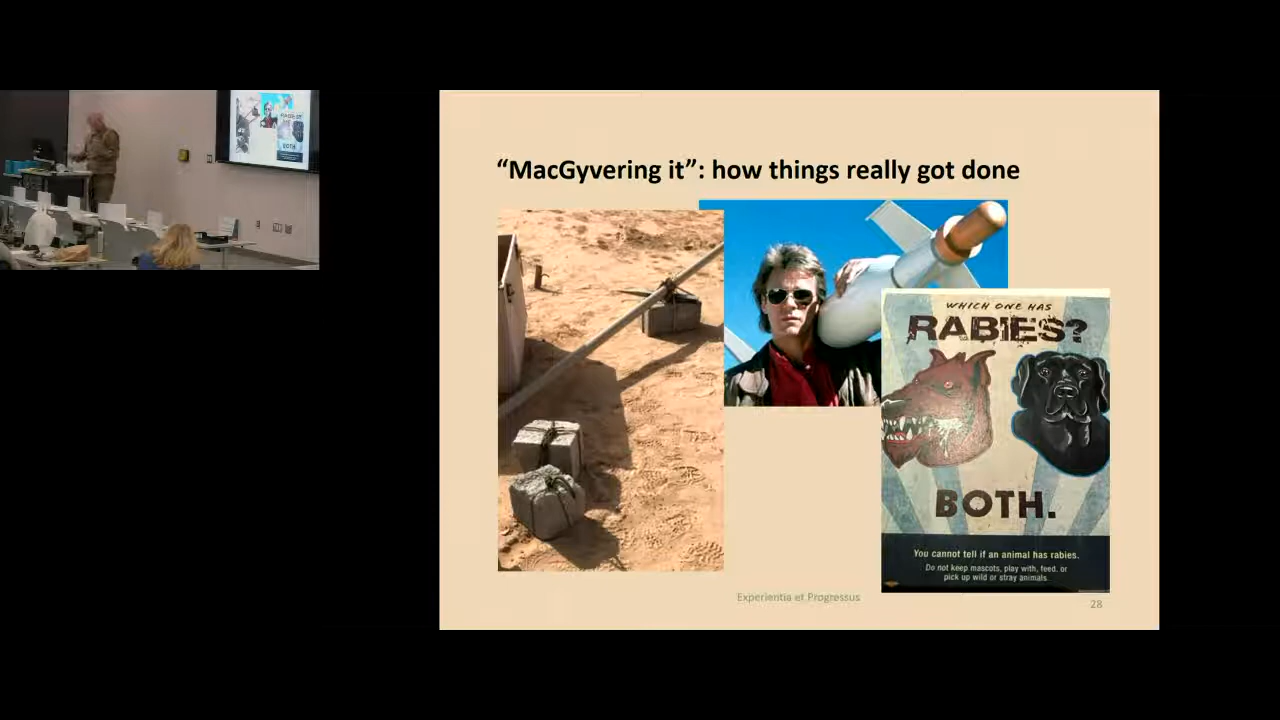 “MacGyvering it”: how things really got done
WHICH ONE HAS
RABIES?
BOTH.
You cannot tell if an animal has rabies.
Do not keep mascots, play with, feed, or
pick up wild or stray animals.
Experientia et Progressus
28
RABIES?
BOTH.